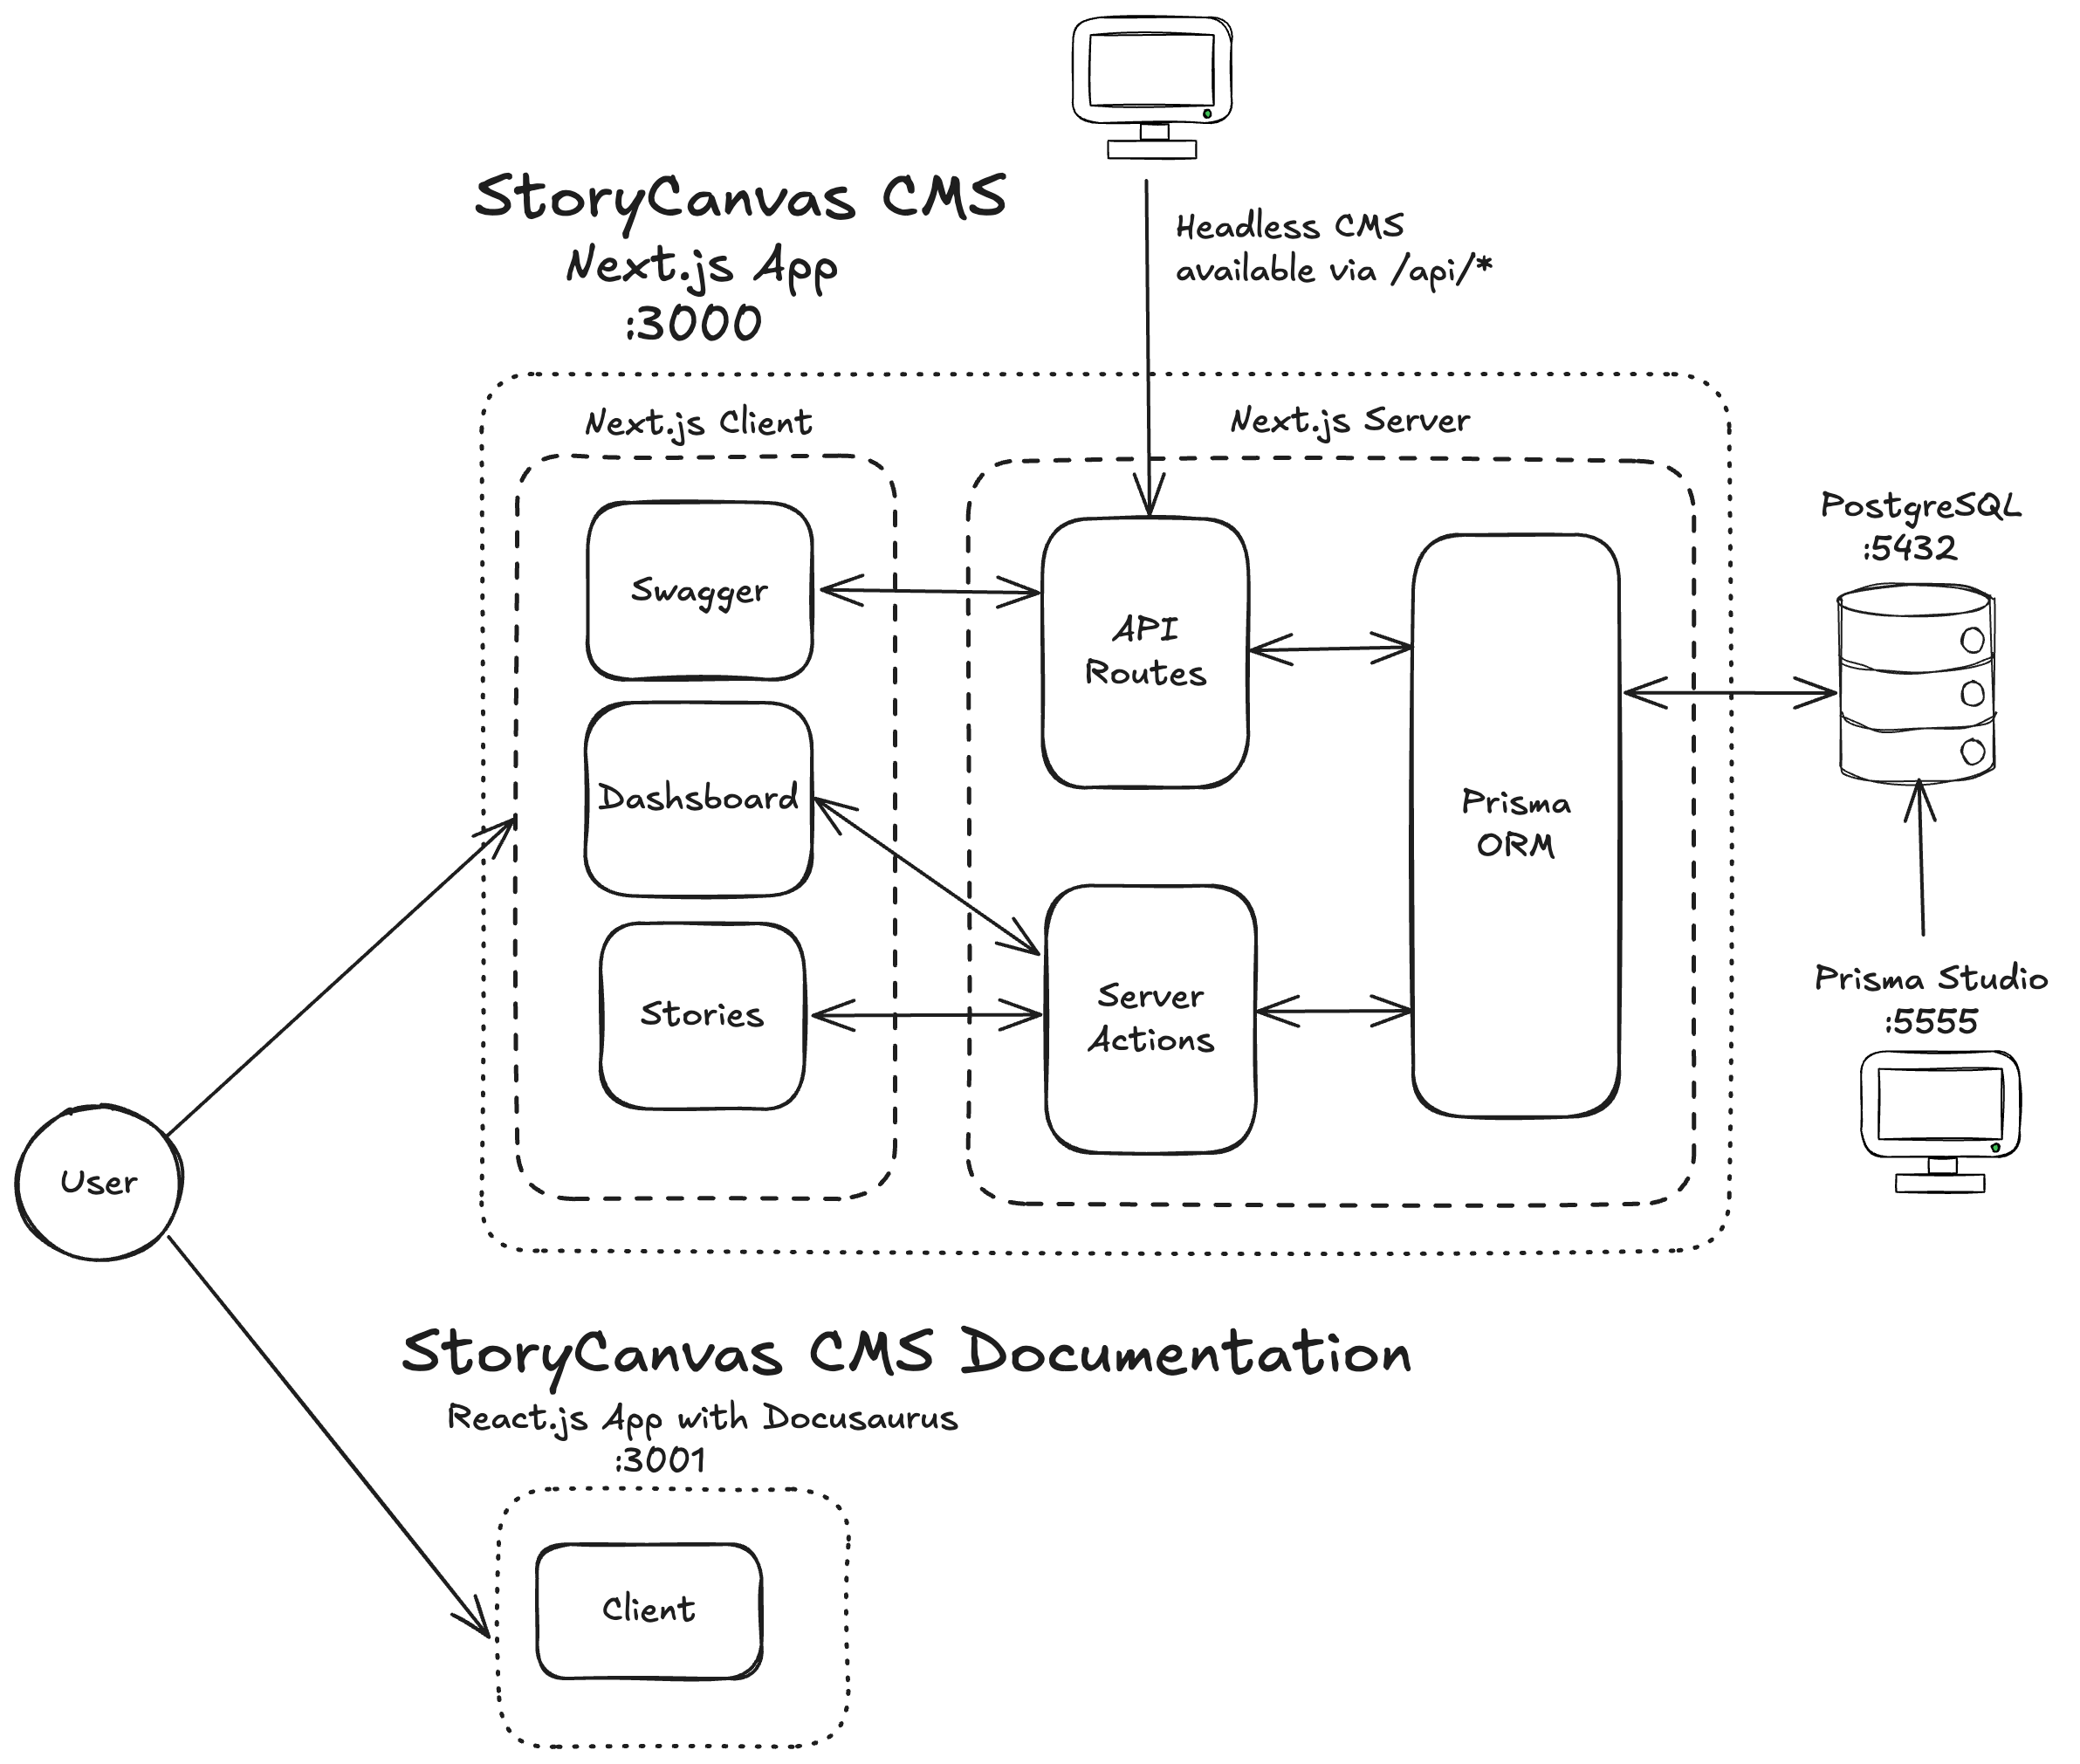 StoryCanvas CMS
Next.js App
:3000
Headless CMS
available via /api/*
Next.js Client
Next.js Server
Swagger
API
Routes
Dashsboard
Prisma
ORM
Stories
Server
Actions
PostgreSQL
:5432
Prisma Studio
:5555
User
StoryCanvas CMS Documentation
React.js App with Docusaurus
:3001
Client